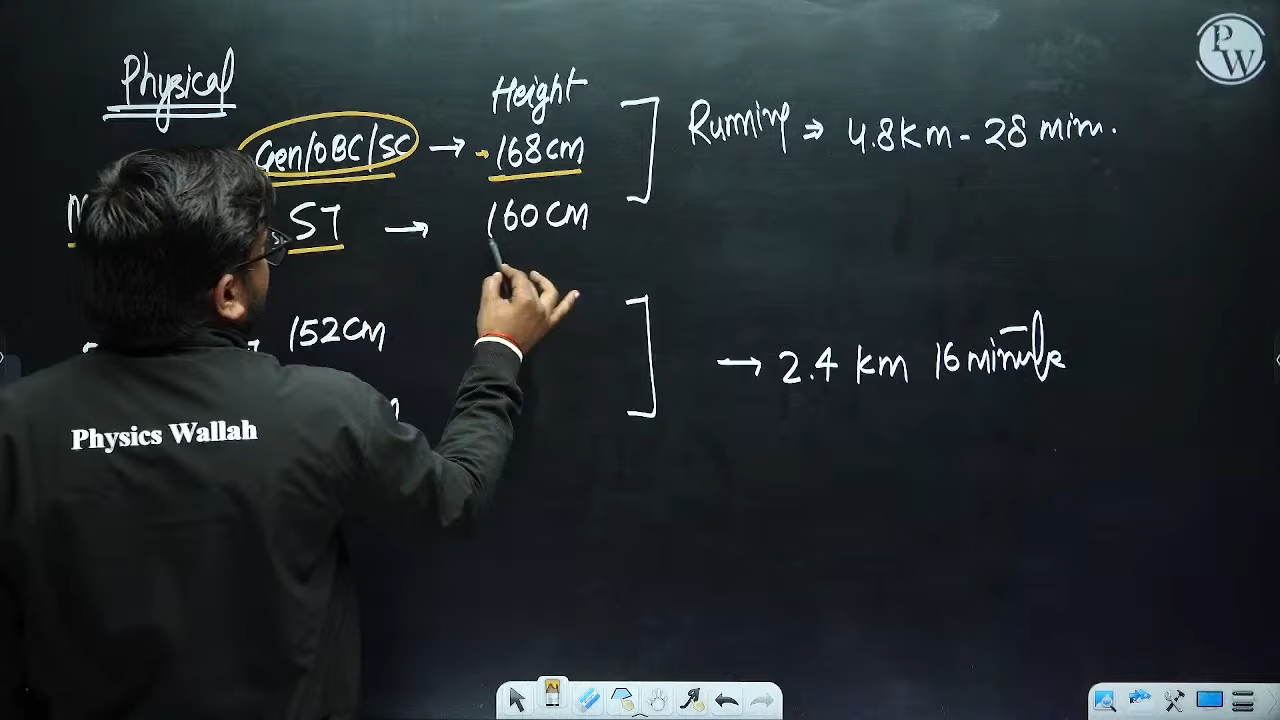 Physical
Height
Gen/OBC/SC → 168cm
ST → 160cm
Running ⇒ 4.8km - 28 min.
152cm
→ 2.4 km 16 minute
Physics Wallah
PW